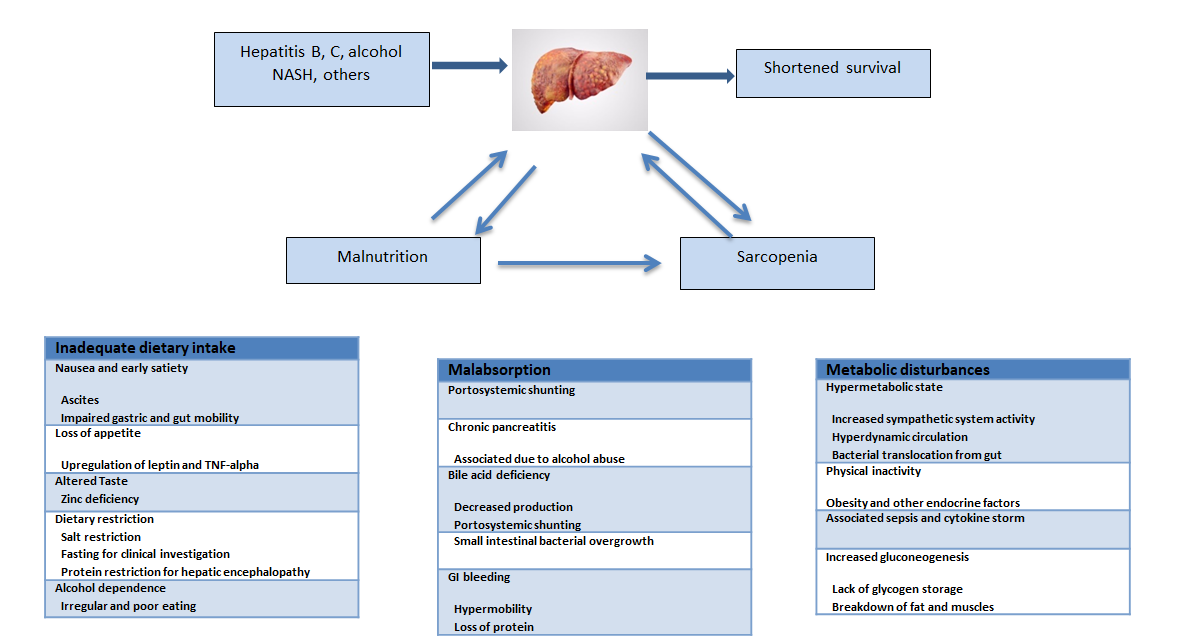 Hepatitis B, C, alcohol
NASH, others
Shortened survival
Malnutrition
Sarcopenia
Inadequate dietary intake
Nausea and early satiety
Ascites
Impaired gastric and gut mobility
Loss of appetite
Upregulation of leptin and TNF-alpha
Altered Taste
Zinc deficiency
Dietary restriction
Salt restriction
Fasting for clinical investigation
Protein restriction for hepatic encephalopathy
Alcohol dependence
Irregular and poor eating
Malabsorption
Portosystemic shunting
Chronic pancreatitis
Associated due to alcohol abuse
Bile acid deficiency
Decreased production
Portosystemic shunting
Small intestinal bacterial overgrowth
GI bleeding
Hypermobility
Loss of protein
Metabolic disturbances
Hypermetabolic state
Increased sympathetic system activity
Hyperdynamic circulation
Bacterial translocation from gut
Physical inactivity
Obesity and other endocrine factors
Associated sepsis and cytokine storm
Increased gluconeogenesis
Lack of glycogen storage
Breakdown of fat and muscles